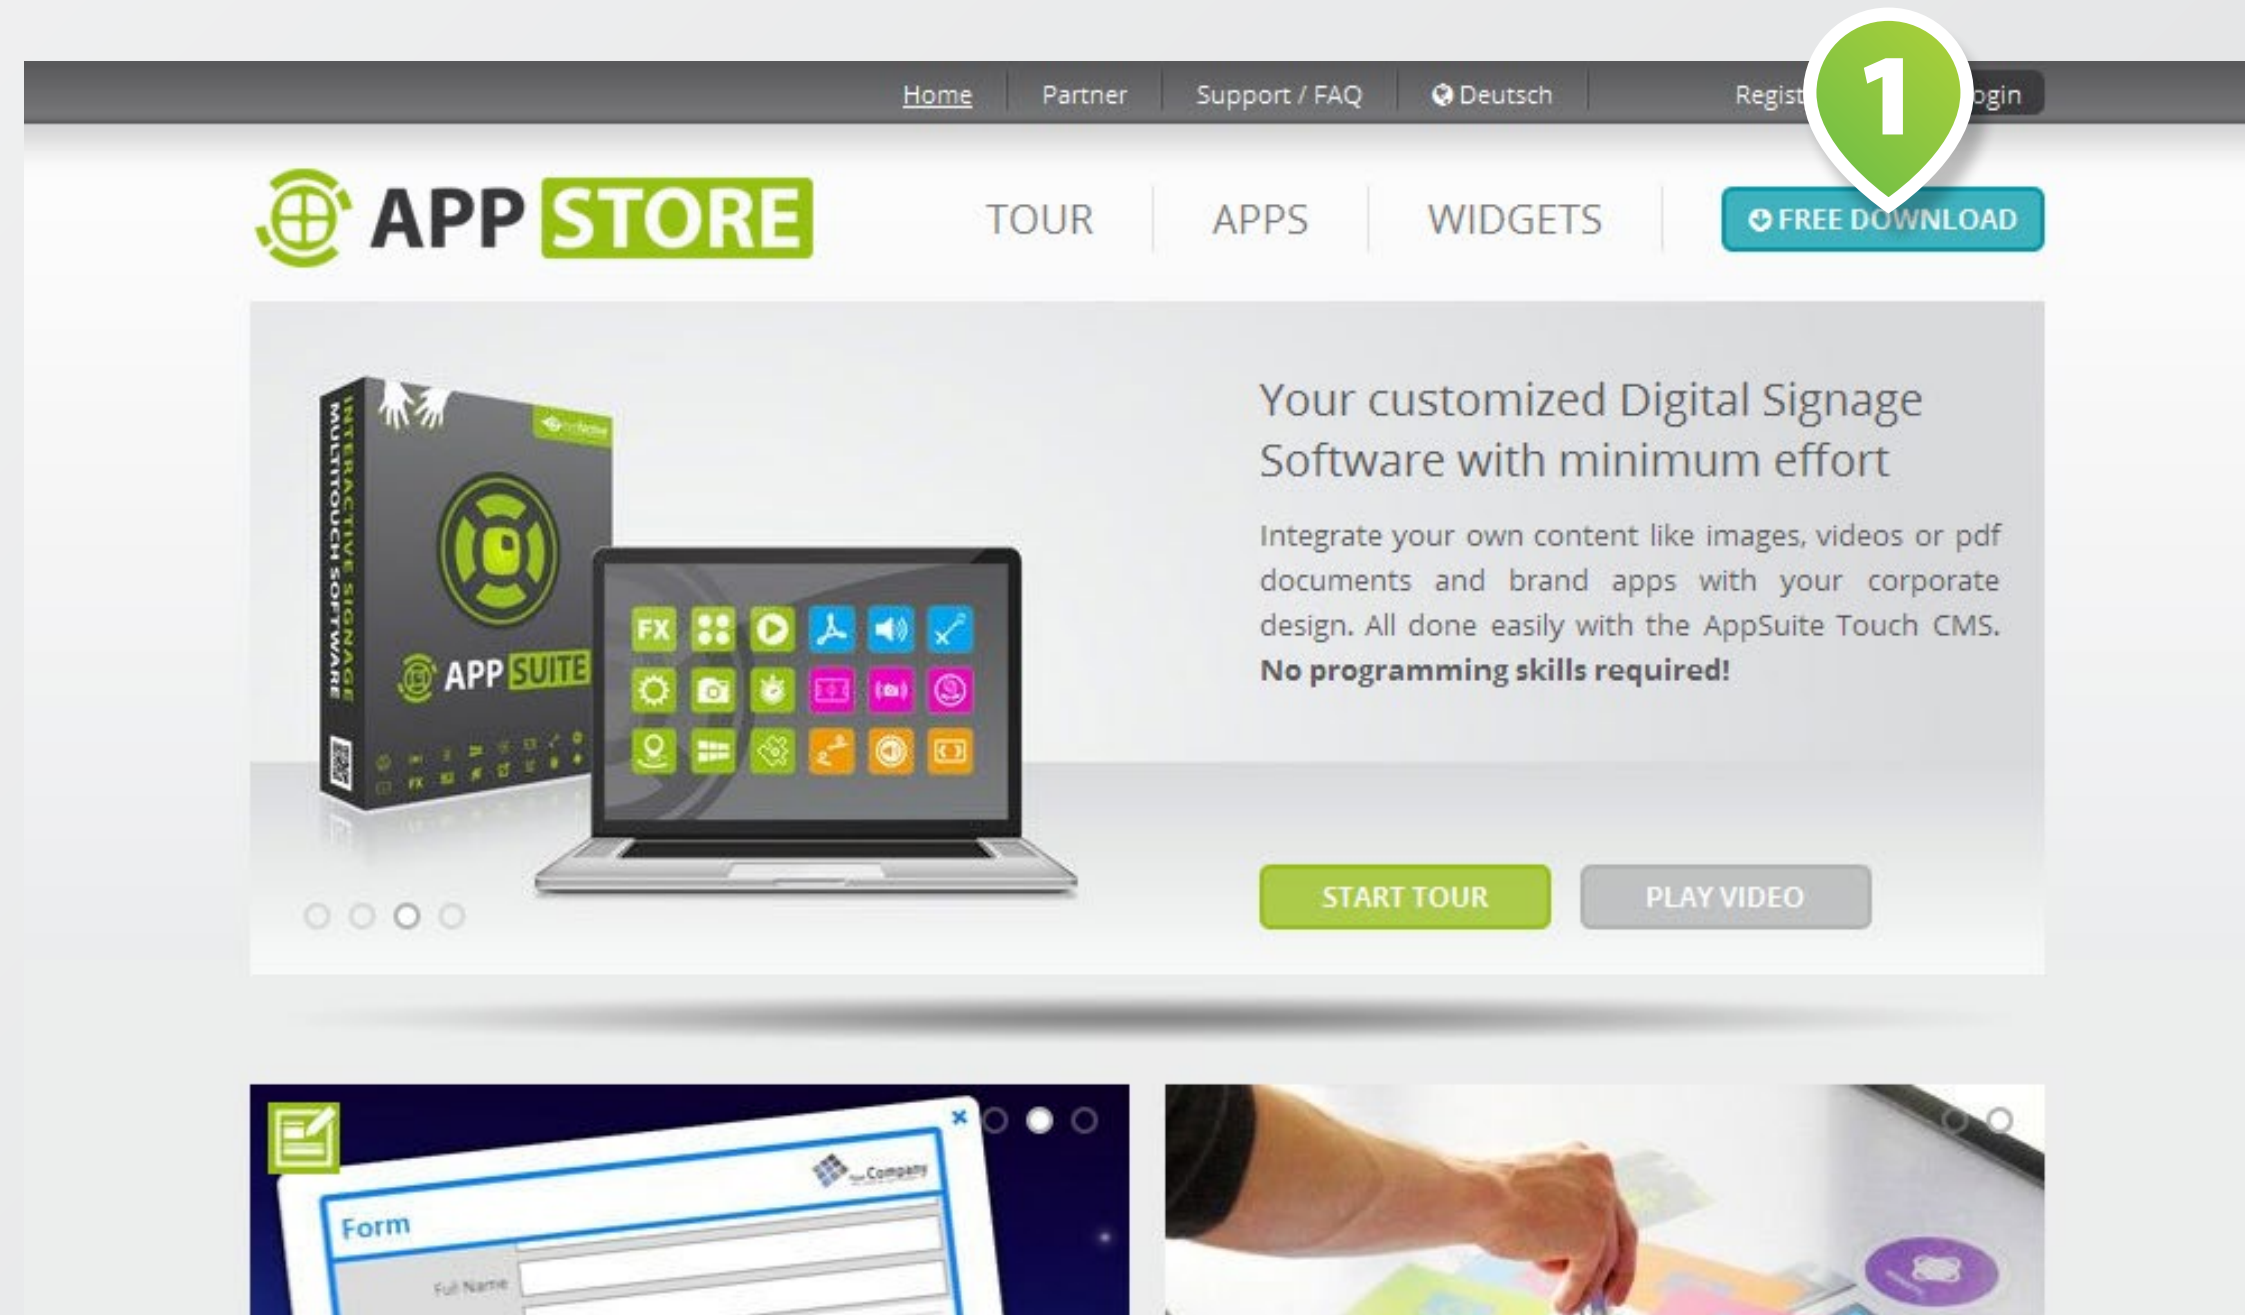 1
Home Partner Support / FAQ Deutsch
APP STORE TOUR APPS WIDGETS FREE DOWNLOAD
Your customized Digital Signage
Software with minimum effort
Integrate your own content like images, videos or pdf
documents and brand apps with your corporate
design. All done easily with the AppSuite Touch CMS.
No programming skills required!
INTERACTIVE SIGNAGE
MULTITOUCH SOFTWARE
APP SUITE
FX
FX
START TOUR PLAY VIDEO
Company
Form
Full Name